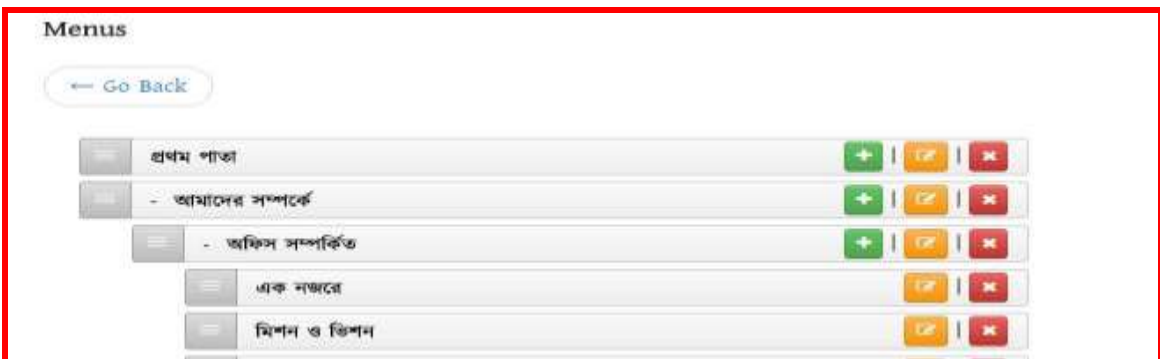 Menus
← Go Back
প্রথম পাতা
- আমাদের সম্পর্কে
- অফিস সম্পর্কিত
এক নজরে
মিশন ও ভিশন